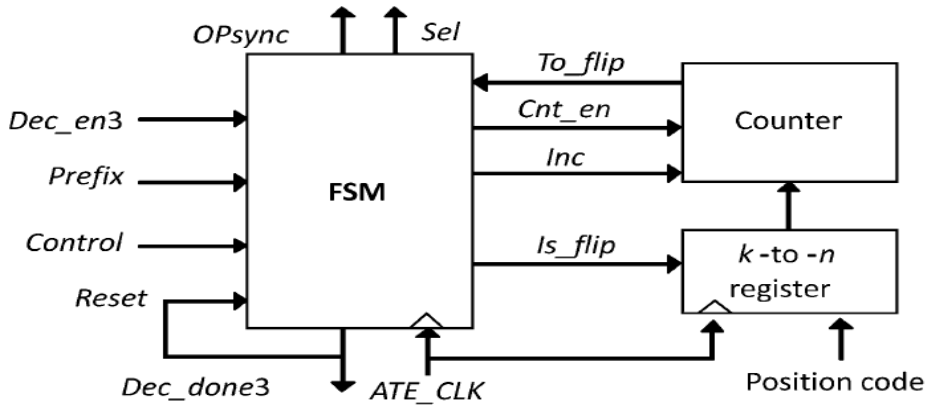 OPsync
Sel
To_flip
Dec_en3
Cnt_en
Counter
Prefix
Inc
FSM
Control
Is_flip
k -to -n
register
Reset
Dec_done3
ATE_CLK
Position code